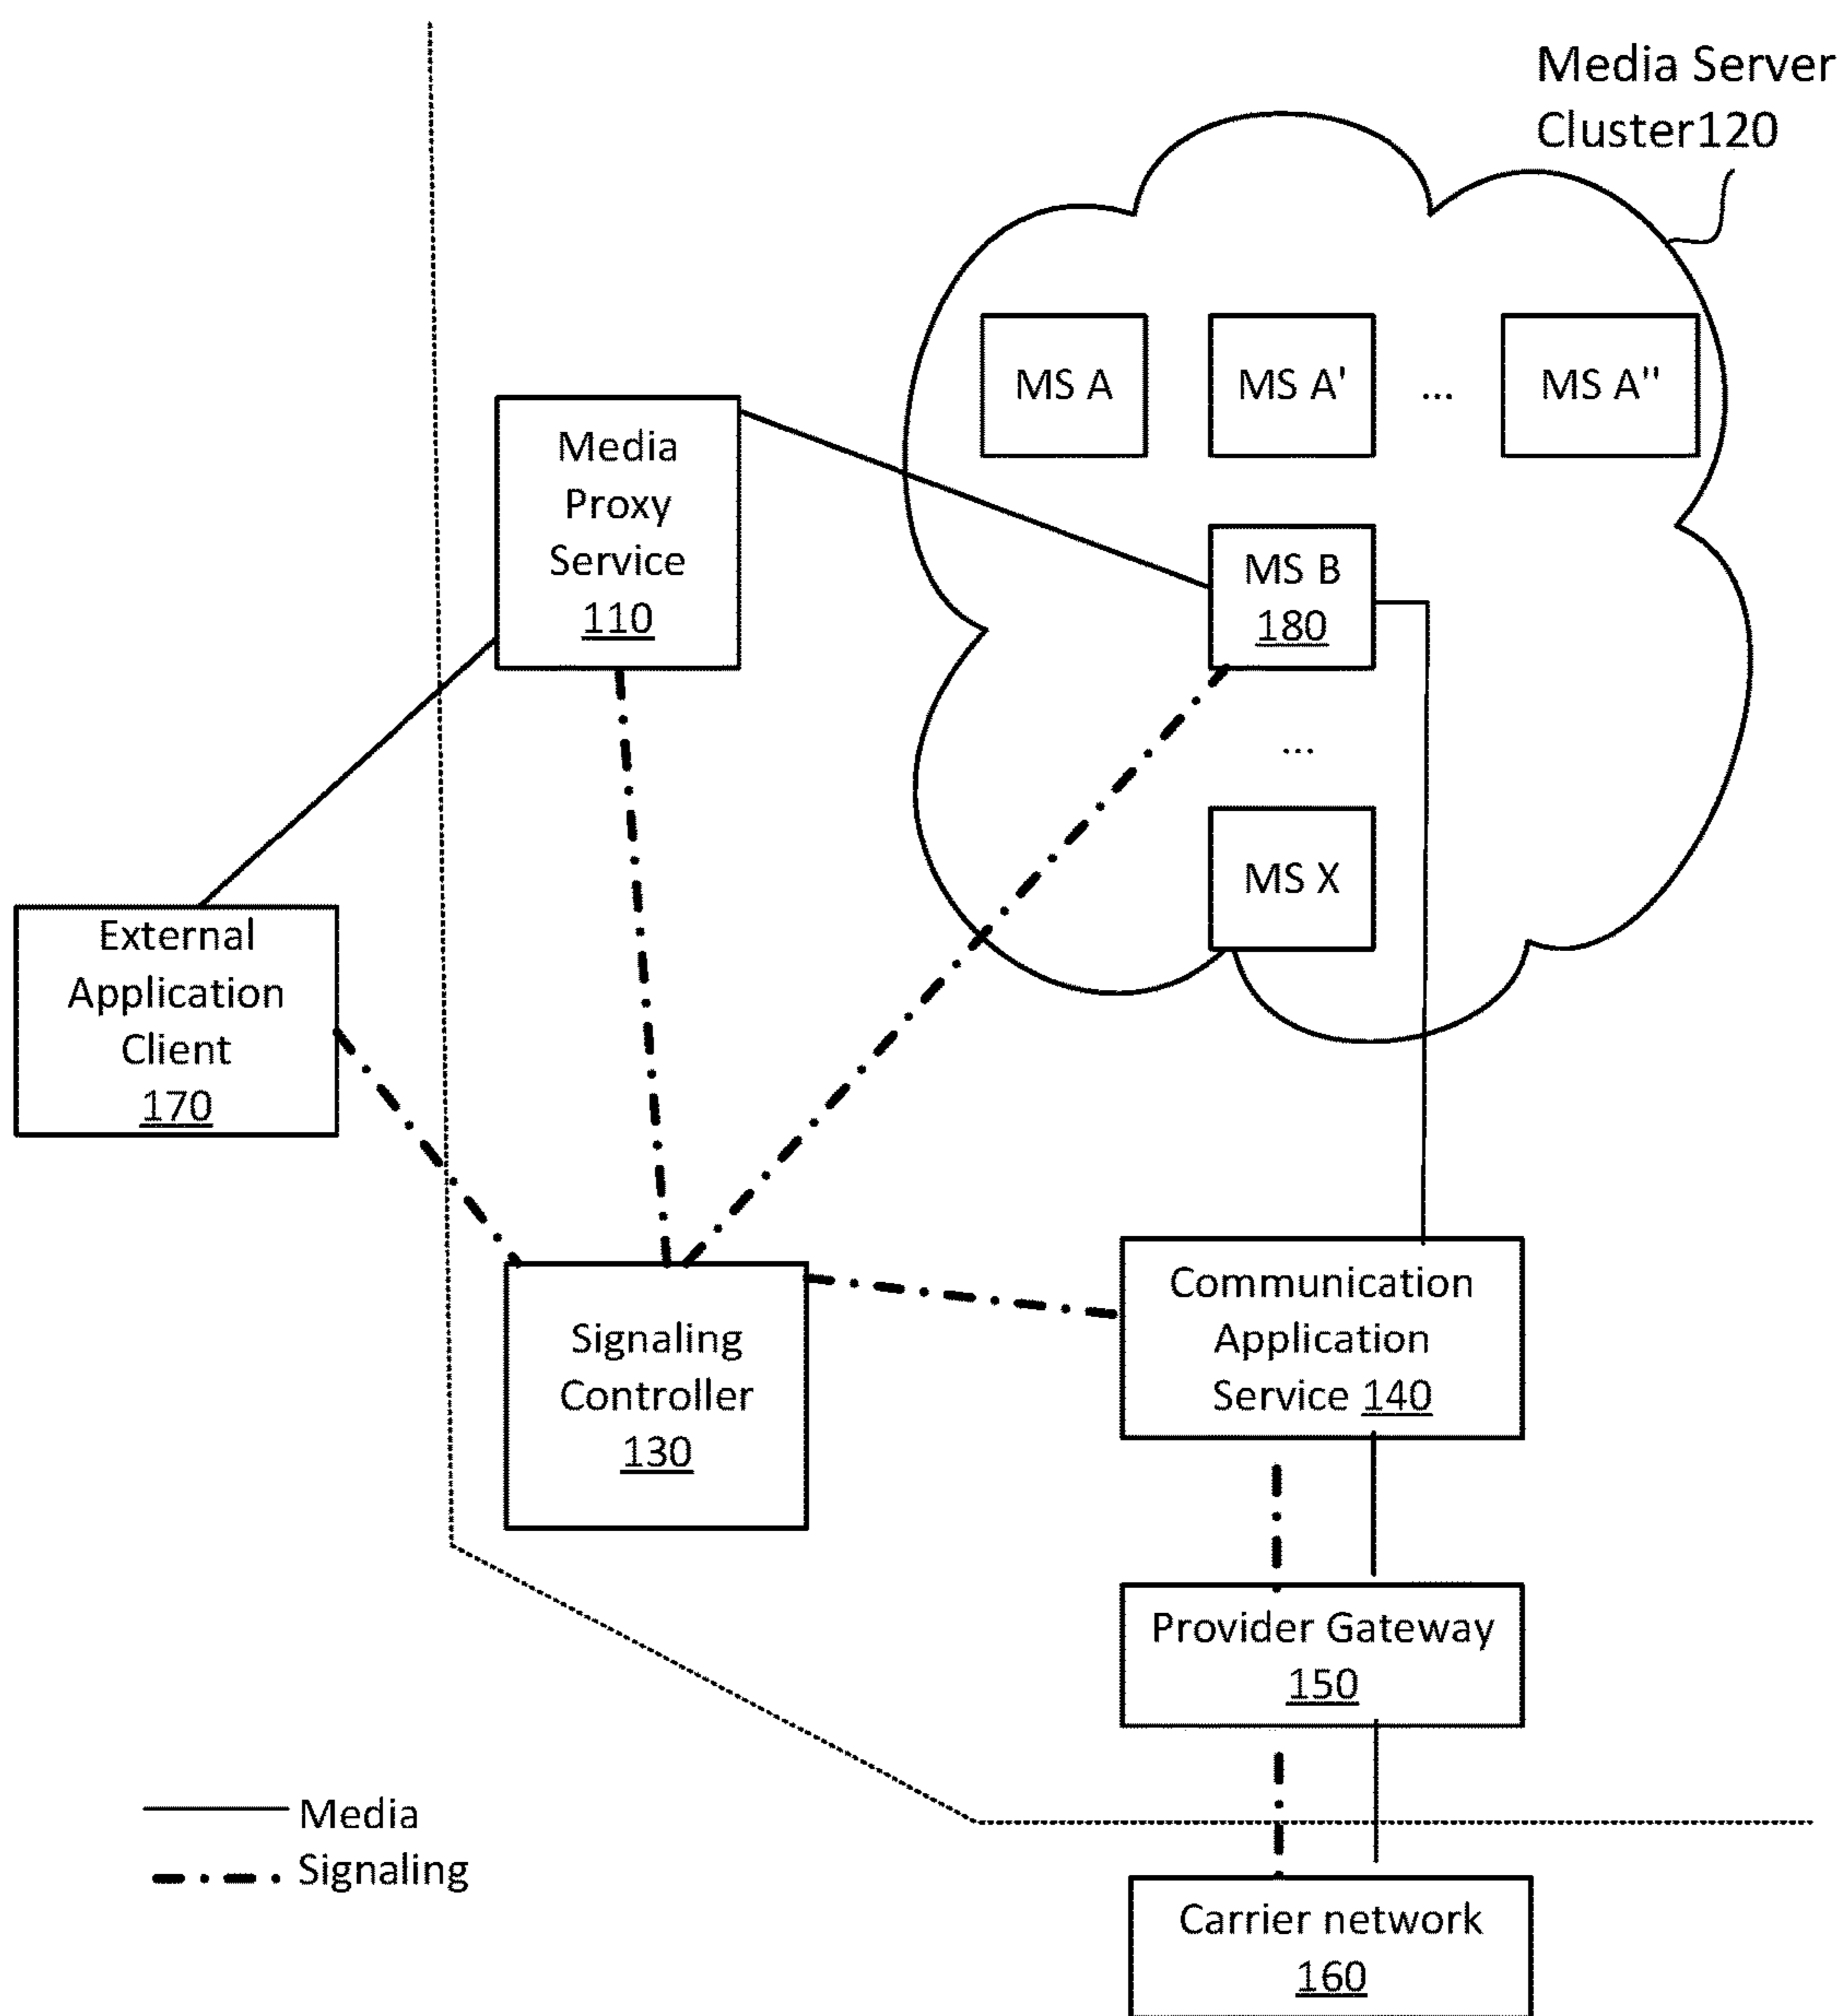 Media Server
Cluster120
MS A
MS A'
...
MS A"
Media
Proxy
Service
110
MS B
180
...
MS X
External
Application
Client
170
Signaling
Controller
130
Communication
Application
Service 140
Provider Gateway
150
Media
Signaling
Carrier network
160